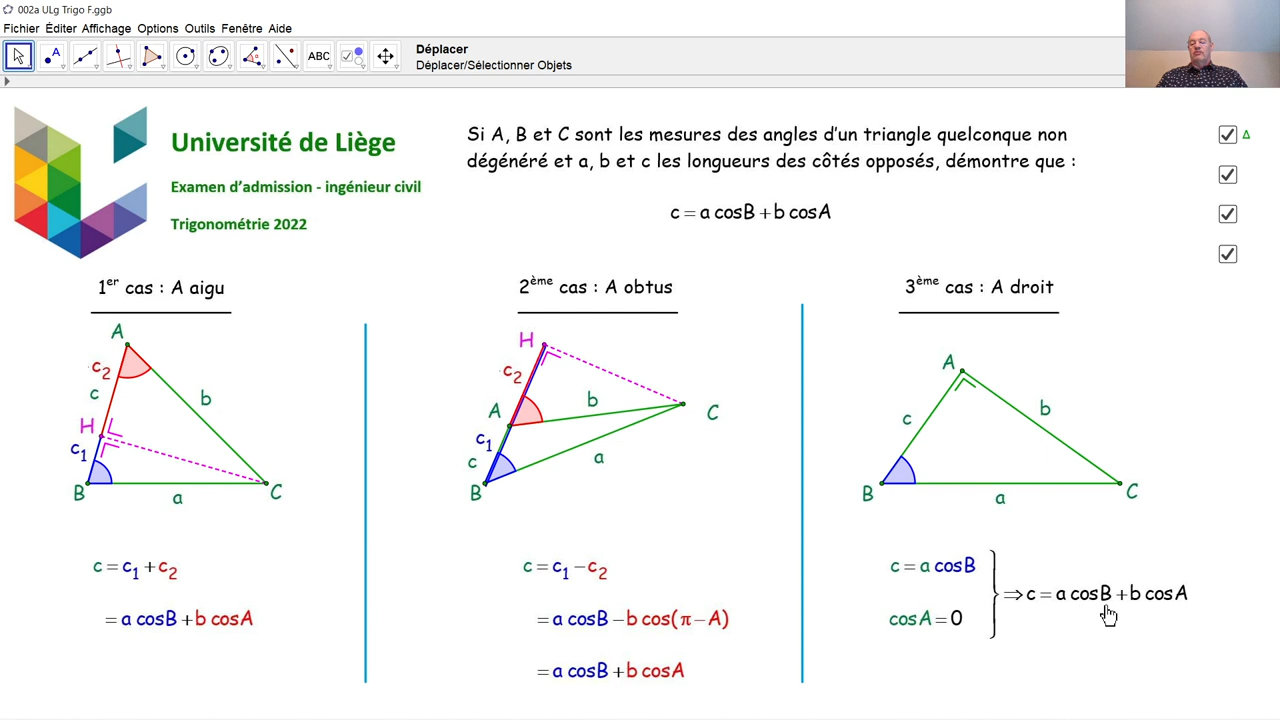 002a ULg Trigo F.ggb
Fichier Éditer Affichage Options Outils Fenêtre Aide
A
ABC
Déplacer
Déplacer/Sélectionner Objets
Université de Liège
Examen d'admission - ingénieur civil
Trigonométrie 2022
Si A, B et C sont les mesures des angles d'un triangle quelconque non
dégénéré et a, b et c les longueurs des côtés opposés, démontre que :
c = a cosB + b cosA
Δ
1er cas : A aigu
A
c2
c
b
H
c1
B
a
C
c = c1 + c2
= a cosB + b cosA
2ème cas : A obtus
H
c2
b
A
C
c1
a
c
B
c = c1 − c2
= a cosB − b cos(π − A)
= a cosB + b cosA
3ème cas : A droit
A
b
c
B
a
C
c = a cosB
cosA = 0
⇒ c = a cosB + b cosA